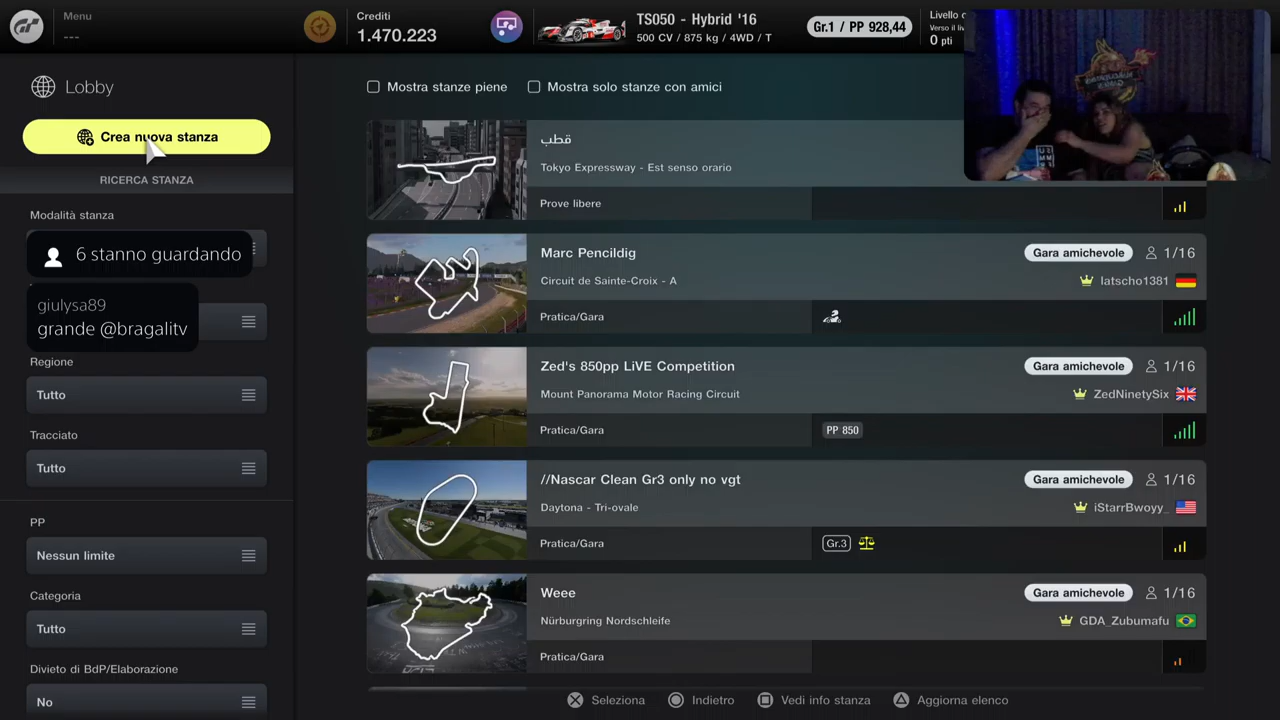 Menu
---
Crediti
1.470.223
TS050 - Hybrid '16
500 CV / 875 kg / 4WD / T
Gr.1 / PP 928,44
Livello
Verso il
0 pti
Lobby
Crea nuova stanza
RICERCA STANZA
Modalità stanza
6 stanno guardando
giulysa89
grande @bragalitv
Regione
Tutto
Tracciato
Tutto
PP
Nessun limite
Categoria
Tutto
Divieto di BdP/Elaborazione
No
Mostra stanze piene
Mostra solo stanze con amici
قطب
Tokyo Expressway - Est senso orario
Prove libere
Marc Pencildig
Gara amichevole
1/16
Circuit de Sainte-Croix - A
latscho1381
Pratica/Gara
Zed's 850pp LiVE Competition
Gara amichevole
1/16
Mount Panorama Motor Racing Circuit
ZedNinetySix
Pratica/Gara
PP 850
//Nascar Clean Gr3 only no vgt
Gara amichevole
1/16
Daytona - Tri-ovale
iStarrBwoyy_
Pratica/Gara
Gr.3
Weee
Gara amichevole
1/16
Nürburgring Nordschleife
GDA_Zubumafu
Pratica/Gara
Seleziona
Indietro
Vedi info stanza
Aggiorna elenco